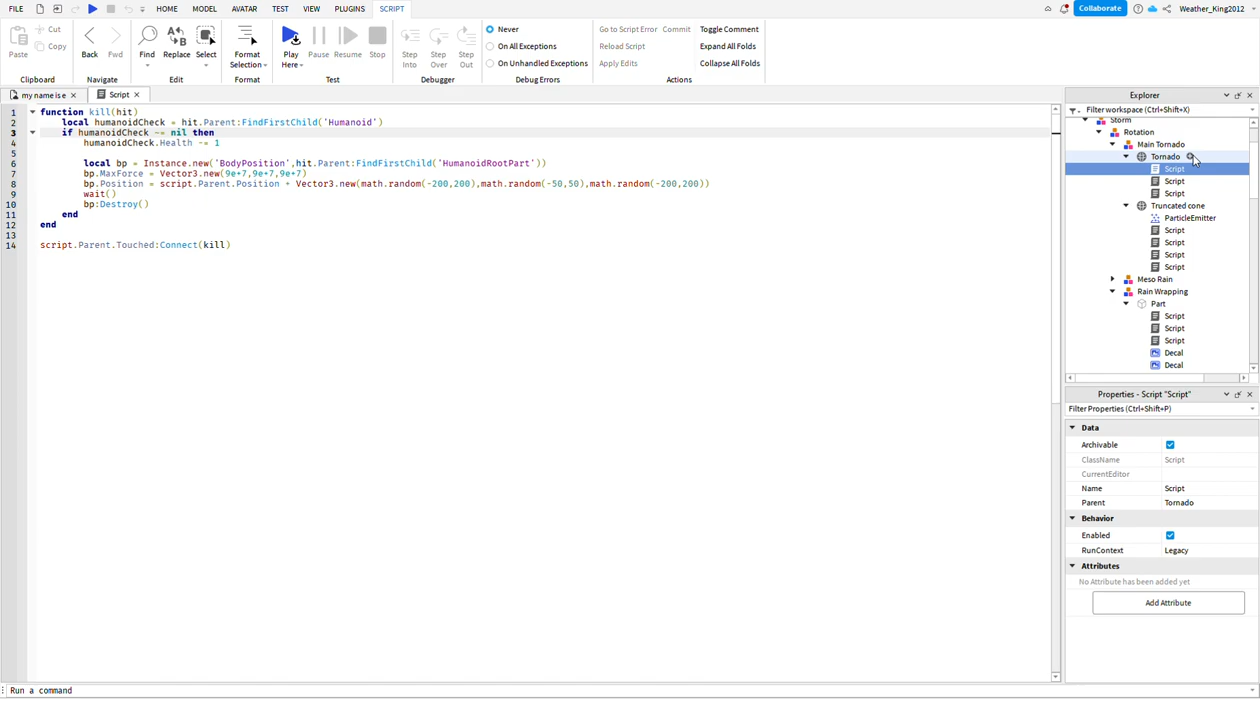 FILE HOME MODEL AVATAR TEST VIEW PLUGINS SCRIPT Collaborate Weather_King2012
Paste Cut Copy Back Fwd Find Replace Select Format Selection Play Here Pause Resume Stop Step Into Step Over Step Out
Never Go to Script Error Commit Toggle Comment
On All Exceptions Reload Script Expand All Folds
On Unhandled Exceptions Apply Edits Collapse All Folds
Clipboard Navigate Edit Format Test Debugger Debug Errors Actions
my name is e Script
1 function kill(hit)
2 local humanoidCheck = hit.Parent:FindFirstChild('Humanoid')
3 if humanoidCheck ~= nil then
4 humanoidCheck.Health -= 1
5
6 local bp = Instance.new('BodyPosition',hit.Parent:FindFirstChild('HumanoidRootPart'))
7 bp.MaxForce = Vector3.new(9e+7,9e+7,9e+7)
8 bp.Position = script.Parent.Position + Vector3.new(math.random(-200,200),math.random(-50,50),math.random(-200,200))
9 wait()
10 bp:Destroy()
11 end
12 end
13
14 script.Parent.Touched:Connect(kill)
Explorer
Filter workspace (Ctrl+Shift+X)
Storm
Rotation
Main Tornado
Tornado
Script
Script
Script
Truncated cone
ParticleEmitter
Script
Script
Script
Script
Meso Rain
Rain Wrapping
Part
Script
Script
Script
Decal
Decal
Properties - Script "Script"
Filter Properties (Ctrl+Shift+P)
Data
Archivable
ClassName Script
CurrentEditor
Name Script
Parent Tornado
Behavior
Enabled
RunContext Legacy
Attributes
No Attribute has been added yet
Add Attribute
Run a command